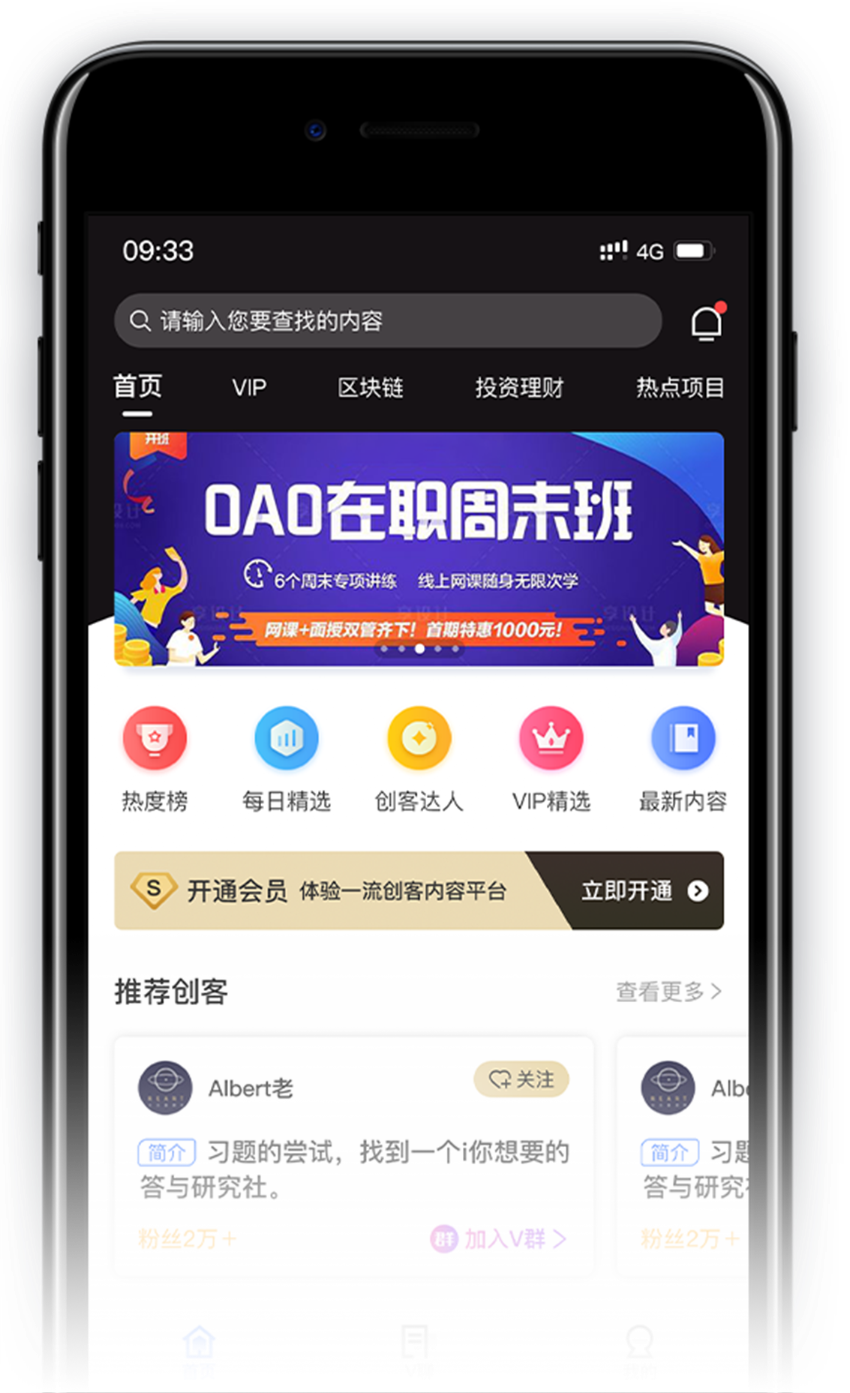 09:33
4G
请输入您要查找的内容
首页 VIP 区块链 投资理财 热点项目
开班
OAO在职周末班
6个周末专项讲练 线上网课随身无限次学
网课+面授双管齐下！首期特惠1000元！
热度榜 每日精选 创客达人 VIP精选 最新内容
S 开通会员 体验一流创客内容平台 立即开通
推荐创客 查看更多
Albert老 关注
简介 习题的尝试，找到一个i你想要的
答与研究社。
粉丝2万+ 群 加入V群
Albe
简介 习题
答与研究
粉丝2万+